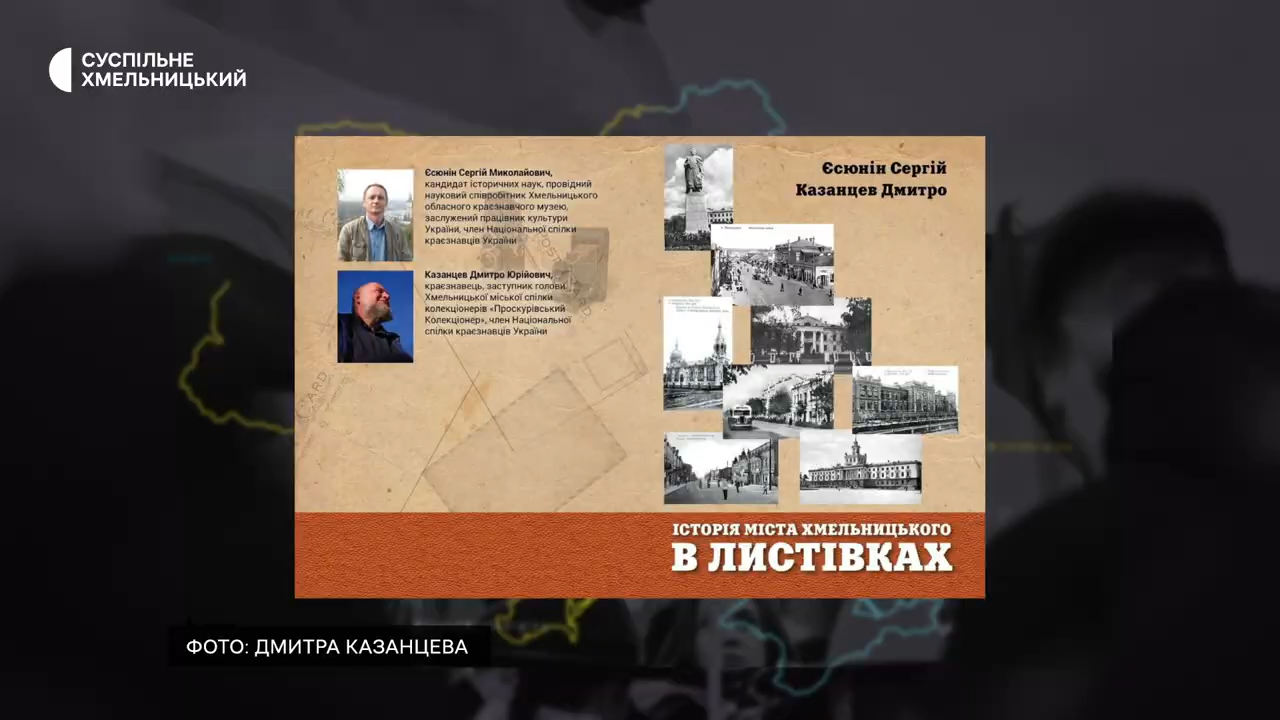 СУСПІЛЬНЕ
ХМЕЛЬНИЦЬКИЙ
Єсюнін Сергій Миколайович,
кандидат історичних наук, провідний
науковий співробітник Хмельницького
обласного краєзнавчого музею,
заслужений працівник культури
України, член Національної спілки
краєзнавців України
Казанцев Дмитро Юрійович,
краєзнавець, заступник голови
Хмельницької міської спілки
колекціонерів «Проскурівський
Колекціонер», член Національної
спілки краєзнавців України
CARD
Єсюнін Сергій
Казанцев Дмитро
ІСТОРІЯ МІСТА ХМЕЛЬНИЦЬКОГО
В ЛИСТІВКАХ
ФОТО: ДМИТРА КАЗАНЦЕВА